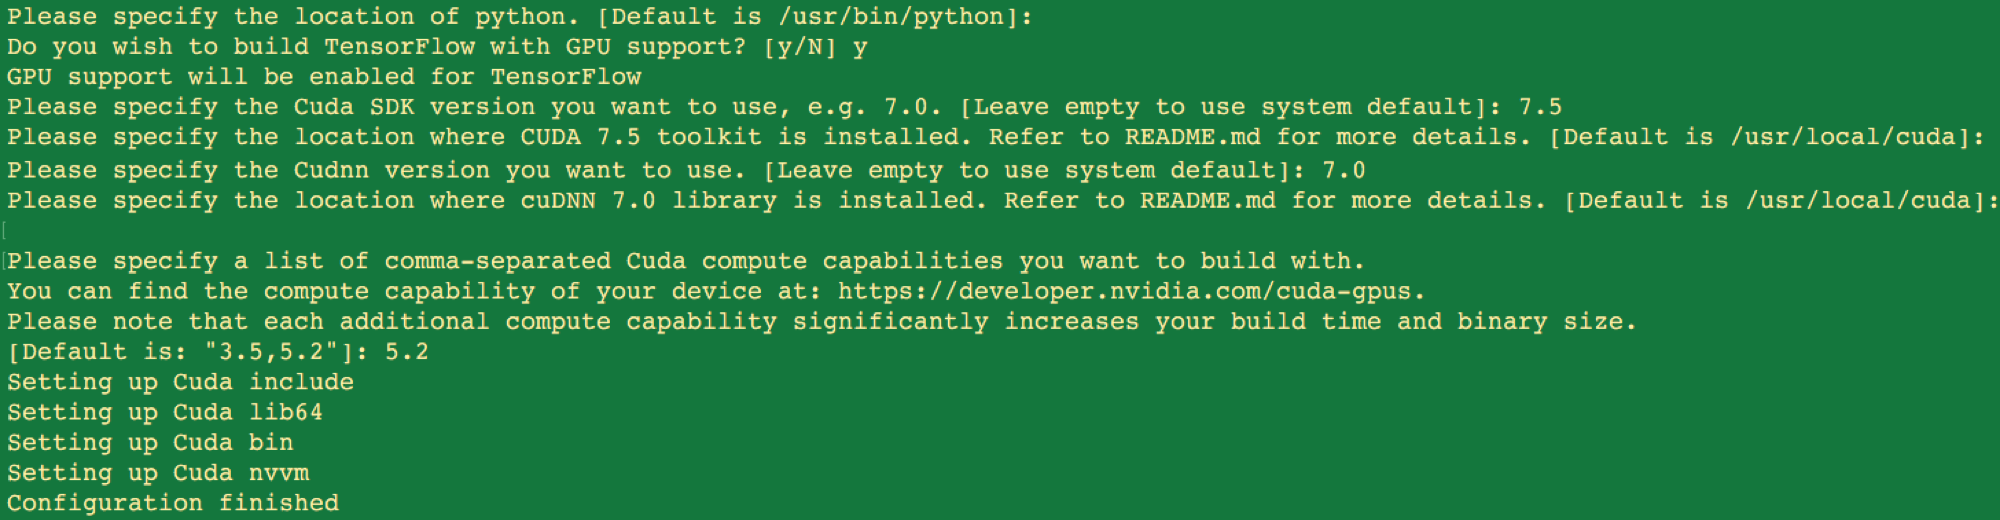 Please specify the location of python. [Default is /usr/bin/python]:
Do you wish to build TensorFlow with GPU support? [y/N] y
GPU support will be enabled for TensorFlow
Please specify the Cuda SDK version you want to use, e.g. 7.0. [Leave empty to use system default]: 7.5
Please specify the location where CUDA 7.5 toolkit is installed. Refer to README.md for more details. [Default is /usr/local/cuda]:
Please specify the Cudnn version you want to use. [Leave empty to use system default]: 7.0
Please specify the location where cuDNN 7.0 library is installed. Refer to README.md for more details. [Default is /usr/local/cuda]:
[
[Please specify a list of comma-separated Cuda compute capabilities you want to build with.
You can find the compute capability of your device at: https://developer.nvidia.com/cuda-gpus.
Please note that each additional compute capability significantly increases your build time and binary size.
[Default is: "3.5,5.2"]: 5.2
Setting up Cuda include
Setting up Cuda lib64
Setting up Cuda bin
Setting up Cuda nvvm
Configuration finished